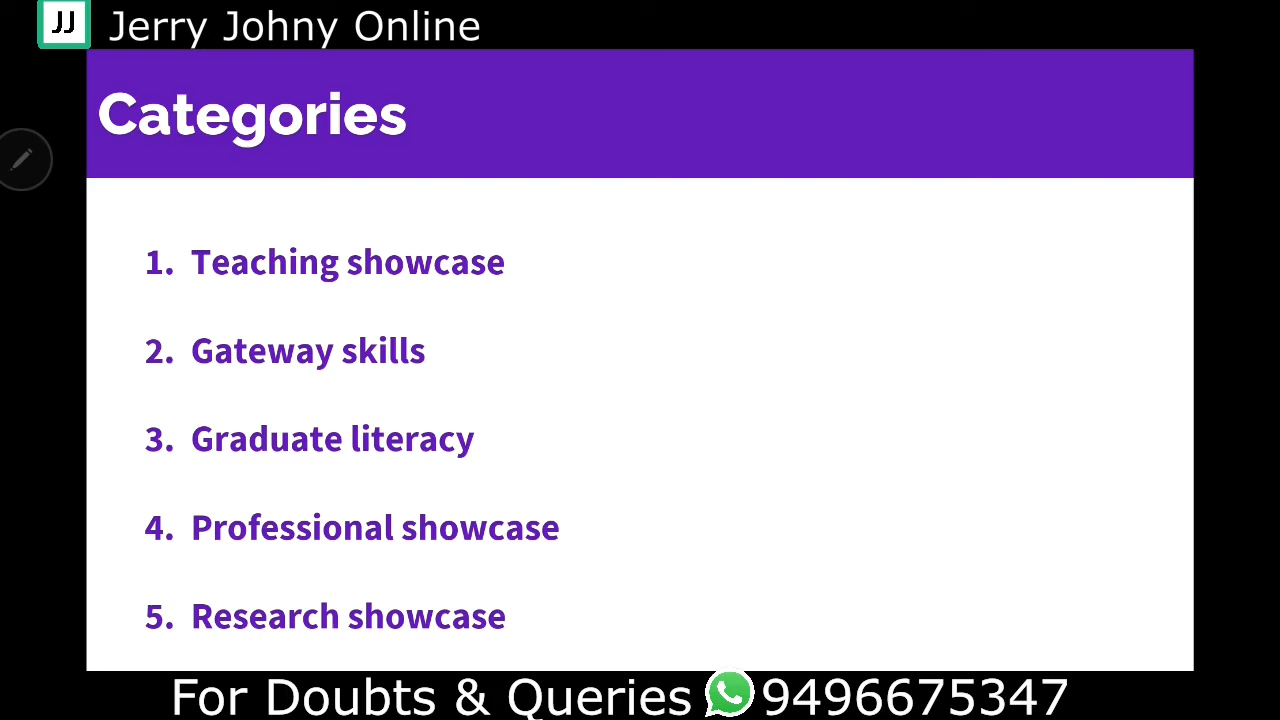 JJ Jerry Johny Online
Categories
1. Teaching showcase
2. Gateway skills
3. Graduate literacy
4. Professional showcase
5. Research showcase
For Doubts & Queries 9496675347